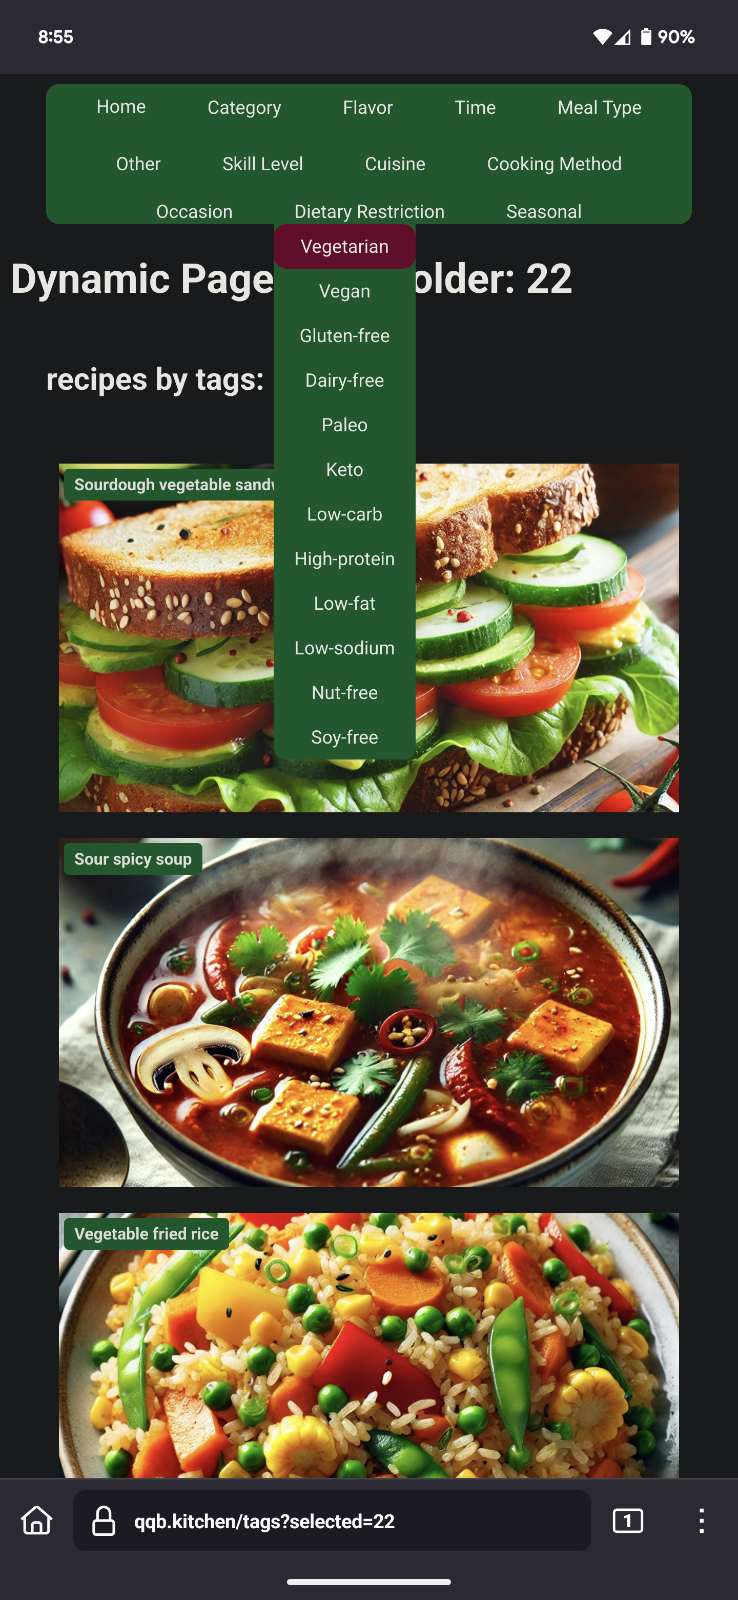 8:55
90%
Home Category Flavor Time Meal Type
Other Skill Level Cuisine Cooking Method
Occasion Dietary Restriction Seasonal
Vegetarian
Dynamic Page older: 22
Vegan
Gluten-free
recipes by tags:
Dairy-free
Paleo
Keto
Sourdough vegetable
Low-carb
High-protein
Low-fat
Low-sodium
Nut-free
Soy-free
Sour spicy soup
Vegetable fried rice
qqb.kitchen/tags?selected=22
1